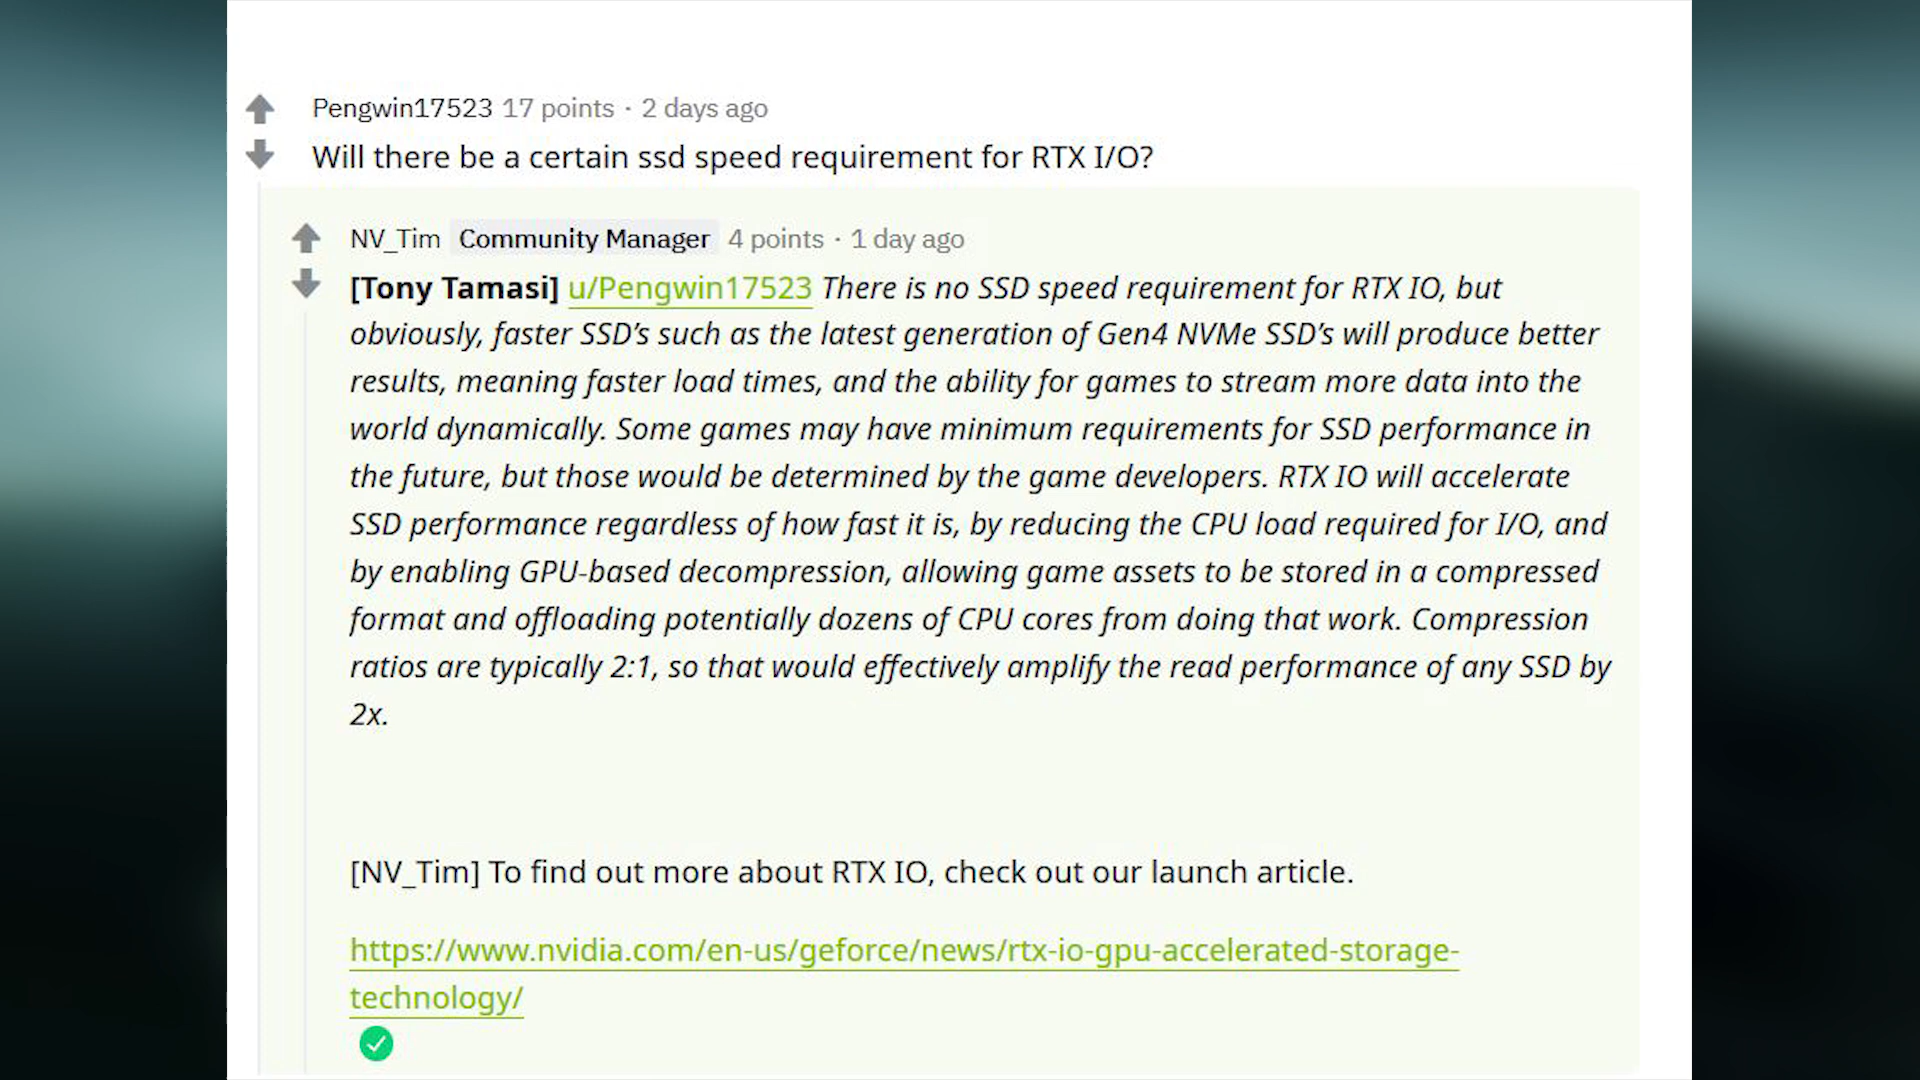 Pengwin17523 17 points · 2 days ago
Will there be a certain ssd speed requirement for RTX I/O?
NV_Tim Community Manager 4 points · 1 day ago
[Tony Tamasi] u/Pengwin17523 There is no SSD speed requirement for RTX IO, but
obviously, faster SSD’s such as the latest generation of Gen4 NVMe SSD’s will produce better
results, meaning faster load times, and the ability for games to stream more data into the
world dynamically. Some games may have minimum requirements for SSD performance in
the future, but those would be determined by the game developers. RTX IO will accelerate
SSD performance regardless of how fast it is, by reducing the CPU load required for I/O, and
by enabling GPU-based decompression, allowing game assets to be stored in a compressed
format and offloading potentially dozens of CPU cores from doing that work. Compression
ratios are typically 2:1, so that would effectively amplify the read performance of any SSD by
2x.
[NV_Tim] To find out more about RTX IO, check out our launch article.
https://www.nvidia.com/en-us/geforce/news/rtx-io-gpu-accelerated-storage-
technology/